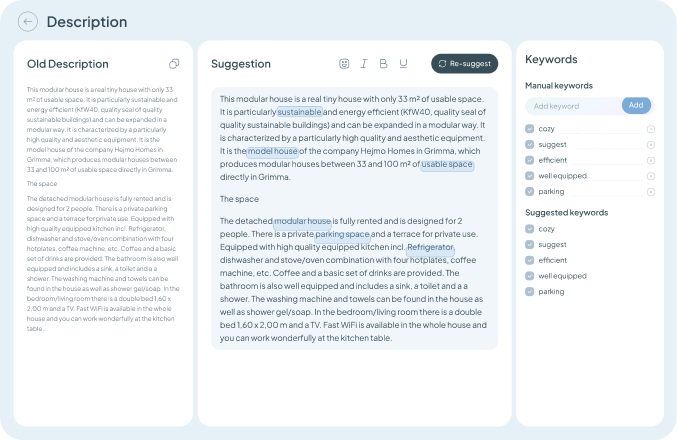 Description
Old Description
This modular house is a real tiny house with only 33
m² of usable space. It is particularly sustainable and
energy efficient (KfW40, quality seal of quality
sustainable buildings) and can be expanded in a
modular way. It is characterized by a particularly
high quality and aesthetic equipment. It is the
model house of the company Hejmo Homes in
Grimma, which produces modular houses between
33 and 100 m² of usable space directly in Grimma.
The space
The detached modular house is fully rented and is
designed for 2 people. There is a private parking
space and a terrace for private use. Equipped with
high quality equipped kitchen incl. Refrigerator,
dishwasher and stove/oven combination with four
hotplates, coffee machine, etc. Coffee and a basic
set of drinks are provided. The bathroom is also well
equipped and includes a sink, a toilet and a a
shower. The washing machine and towels can be
found in the house as well as shower gel/soap. In the
bedroom/living room there is a double bed 1,60 x
2,00 m and a TV. Fast WiFi is available in the whole
house and you can work wonderfully at the kitchen
table.
Suggestion
I B U
Re-suggest
This modular house is a real tiny house with only 33 m² of usable space.
It is particularly sustainable and energy efficient (KfW40, quality seal of
quality sustainable buildings) and can be expanded in a modular way. It
is characterized by a particularly high quality and aesthetic equipment.
It is the model house of the company Hejmo Homes in Grimma, which
produces modular houses between 33 and 100 m² of usable space
directly in Grimma.
The space
The detached modular house is fully rented and is designed for 2
people. There is a private parking space and a terrace for private use.
Equipped with high quality equipped kitchen incl. Refrigerator,
dishwasher and stove/oven combination with four hotplates, coffee
machine, etc. Coffee and a basic set of drinks are provided. The
bathroom is also well equipped and includes a sink, a toilet and a a
shower. The washing machine and towels can be found in the house as
well as shower gel/soap. In the bedroom/living room there is a double
bed 1,60 x 2,00 m and a TV. Fast WiFi is available in the whole house and
you can work wonderfully at the kitchen table.
Keywords
Manual keywords
Add keyword
Add
cozy
suggest
efficient
well equipped
parking
Suggested keywords
cozy
suggest
efficient
well equipped
parking